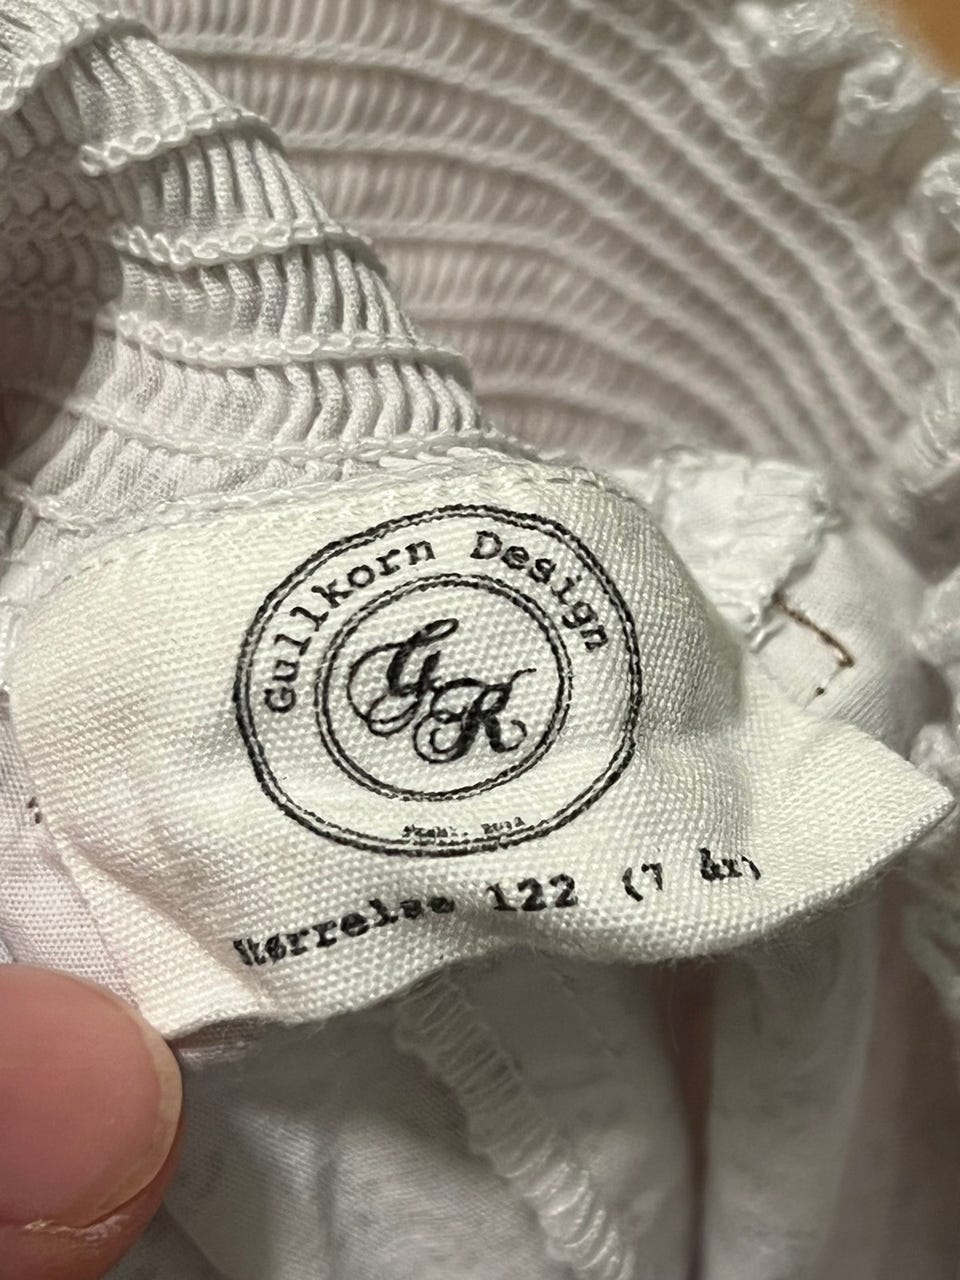 Gullkorn Design
GK
Størrelse 122 (7 år)